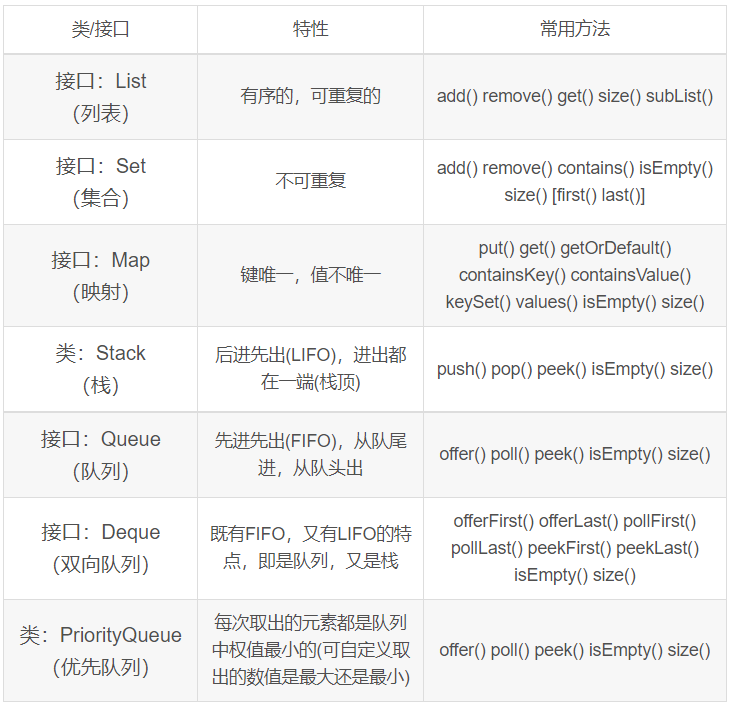 类/接口
特性
常用方法
接口：List
（列表）
有序的，可重复的
add() remove() get() size() subList()
接口：Set
（集合）
不可重复
add() remove() contains() isEmpty()
size() [first() last()]
接口：Map
（映射）
键唯一，值不唯一
put() get() getOrDefault()
containsKey() containsValue()
keySet() values() isEmpty() size()
类：Stack
（栈）
后进先出(LIFO)，进出都
在一端(栈顶)
push() pop() peek() isEmpty() size()
接口：Queue
（队列）
先进先出(FIFO)，从队尾
进，从队头出
offer() poll() peek() isEmpty() size()
接口：Deque
（双向队列）
既有FIFO，又有LIFO的特
点，即是队列，又是栈
offerFirst() offerLast() pollFirst()
pollLast() peekFirst() peekLast()
isEmpty() size()
类：PriorityQueue
（优先队列）
每次取出的元素都是队列
中权值最小的(可自定义取
出的数值是最大还是最小)
offer() poll() peek() isEmpty() size()